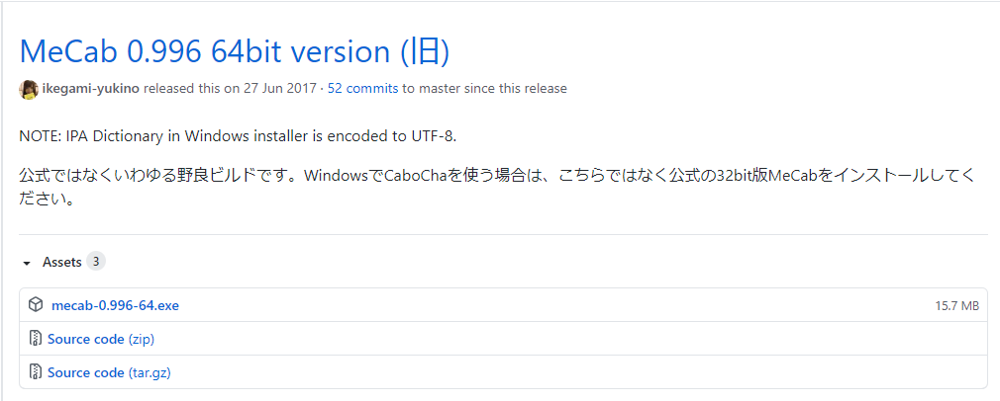 MeCab 0.996 64bit version (旧)
ikegami-yukino released this on 27 Jun 2017 · 52 commits to master since this release
NOTE: IPA Dictionary in Windows installer is encoded to UTF-8.
公式ではなくいわゆる野良ビルドです。WindowsでCaboChaを使う場合は、こちらではなく公式の32bit版MeCabをインストールしてく
ださい。
Assets 3
mecab-0.996-64.exe 15.7 MB
Source code (zip)
Source code (tar.gz)